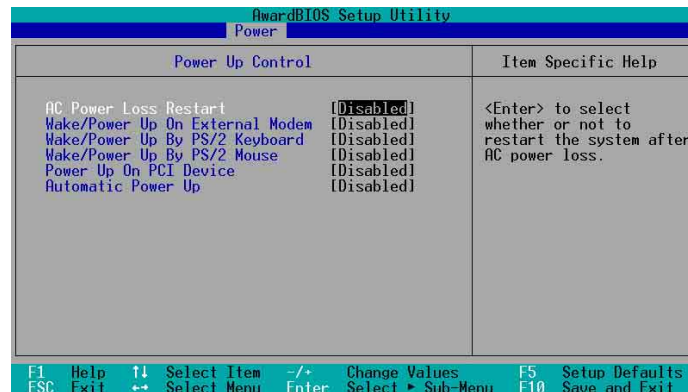 AwardBIOS Setup Utility
Power
Power Up Control
AC Power Loss Restart [Disabled]
Wake/Power Up On External Modem [Disabled]
Wake/Power Up By PS/2 Keyboard [Disabled]
Wake/Power Up By PS/2 Mouse [Disabled]
Power Up On PCI Device [Disabled]
Automatic Power Up [Disabled]
Item Specific Help
<Enter> to select
whether or not to
restart the system after
AC power loss.
F1 Help ↑↓ Select Item -/+ Change Values F5 Setup Defaults
ESC Exit ←→ Select Menu Enter Select ► Sub-Menu F10 Save and Exit